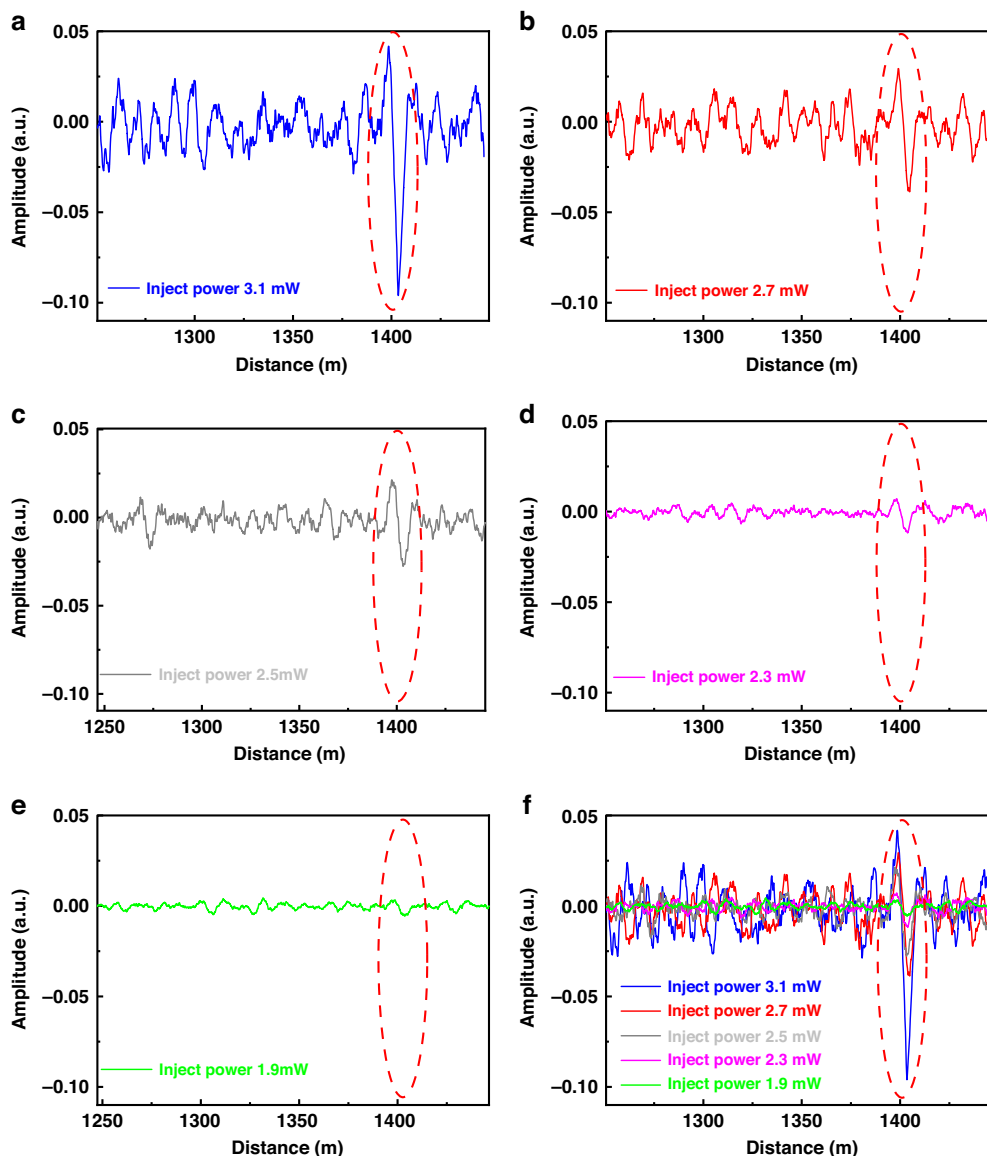 a
0.05
0.00
−0.05
−0.10
Amplitude (a.u.)
Inject power 3.1 mW
1300
1400
Distance (m)
b
0.05
0.00
−0.05
−0.10
Amplitude (a.u.)
Inject power 2.7 mW
1300
1400
Distance (m)
c
0.05
0.00
−0.05
−0.10
Amplitude (a.u.)
Inject power 2.5mW
1250
1300
1350
1400
Distance (m)
d
0.05
0.00
−0.05
−0.10
Amplitude (a.u.)
Inject power 2.3 mW
1300
1350
1400
Distance (m)
e
0.05
0.00
−0.05
−0.10
Amplitude (a.u.)
Inject power 1.9mW
1250
1300
1350
1400
Distance (m)
f
0.05
0.00
−0.05
−0.10
Amplitude (a.u.)
Inject power 3.1 mW
Inject power 2.7 mW
Inject power 2.5 mW
Inject power 2.3 mW
Inject power 1.9 mW
1300
1350
1400
Distance (m)